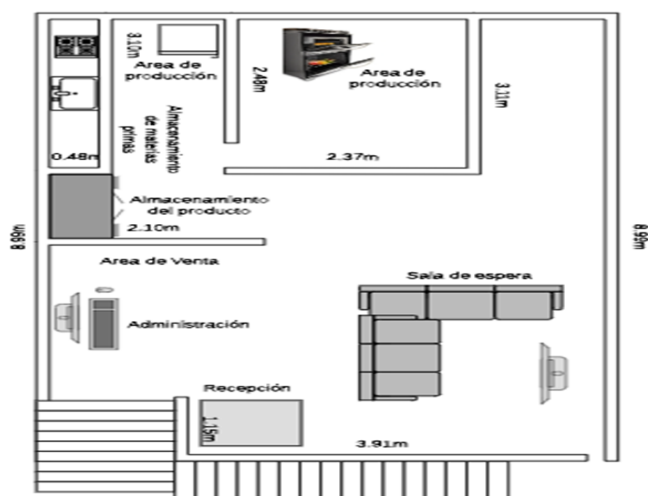 3.10m
Area de
producción
Almacenamiento
de materias
primas
0.48m
2.48m
Area de
producción
2.37m
3.11m
Almacenamiento
del producto
2.10m
8.99m
8.99m
Area de Venta
Sala de espera
Administración
Recepción
1.15m
3.91m